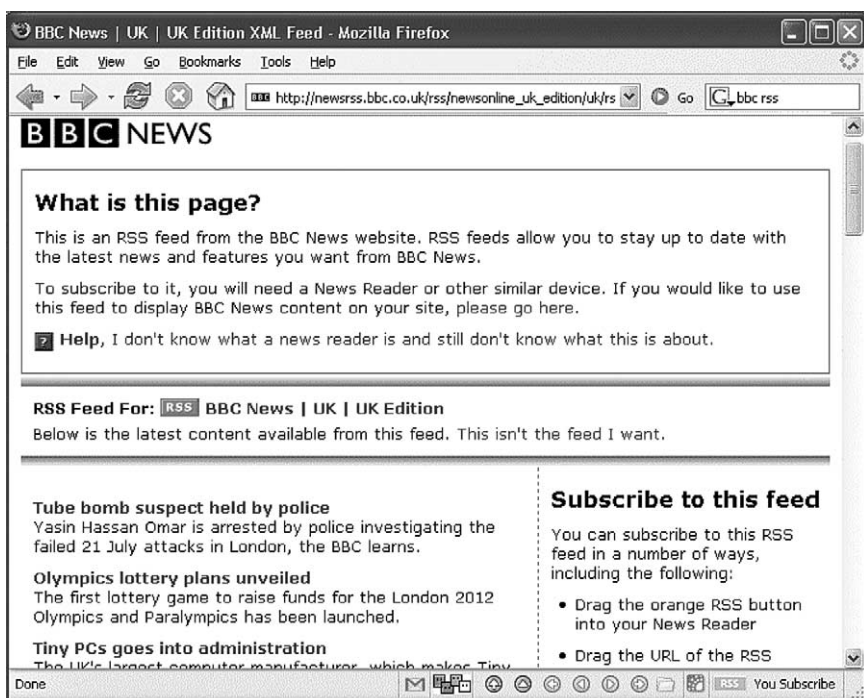 BBC News | UK | UK Edition XML Feed - Mozilla Firefox
File Edit View Go Bookmarks Tools Help
http://newsrss.bbc.co.uk/rss/newsonline_uk_edition/uk/rs Go G bbc rss
BBC NEWS
What is this page?
This is an RSS feed from the BBC News website. RSS feeds allow you to stay up to date with
the latest news and features you want from BBC News.
To subscribe to it, you will need a News Reader or other similar device. If you would like to use
this feed to display BBC News content on your site, please go here.
? Help, I don't know what a news reader is and still don't know what this is about.
RSS Feed For: RSS BBC News | UK | UK Edition
Below is the latest content available from this feed. This isn't the feed I want.
Tube bomb suspect held by police
Yasin Hassan Omar is arrested by police investigating the
failed 21 July attacks in London, the BBC learns.
Olympics lottery plans unveiled
The first lottery game to raise funds for the London 2012
Olympics and Paralympics has been launched.
Tiny PCs goes into administration
The UK's largest computer manufacturer, which makes Tiny
Subscribe to this feed
You can subscribe to this RSS
feed in a number of ways,
including the following:
• Drag the orange RSS button
into your News Reader
• Drag the URL of the RSS
Done RSS You Subscribe